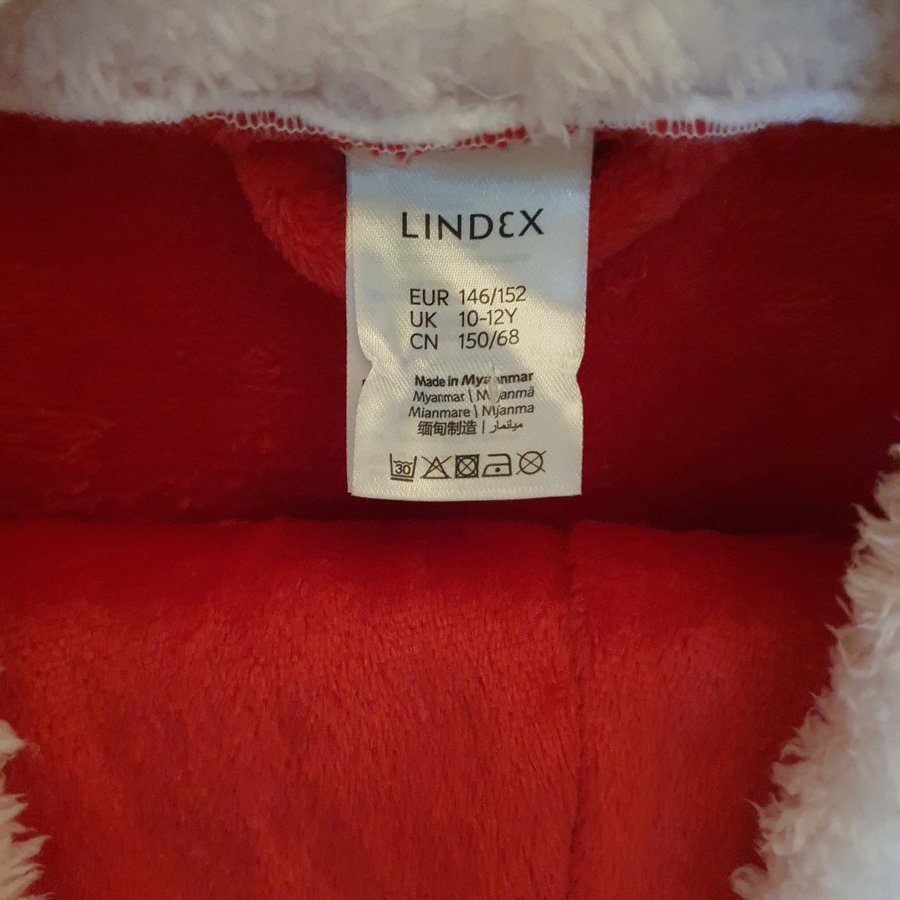 LINDEX
EUR 146/152
UK 10-12Y
CN 150/68
Made in Myanmar
Myanmar | Mjanmā
Mianmare | Mjanma
缅甸制造 | ميانمار
30